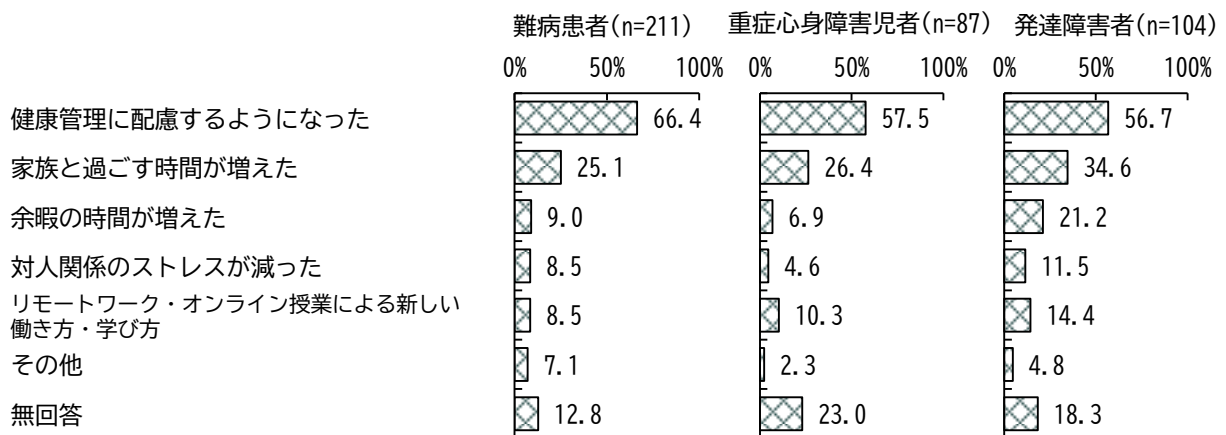 難病患者(n=211) 重症心身障害児者(n=87) 発達障害者(n=104)
0% 50% 100% 0% 50% 100% 0% 50% 100%
健康管理に配慮するようになった 66.4 57.5 56.7
家族と過ごす時間が増えた 25.1 26.4 34.6
余暇の時間が増えた 9.0 6.9 21.2
対人関係のストレスが減った 8.5 4.6 11.5
リモートワーク・オンライン授業による新しい
働き方・学び方 8.5 10.3 14.4
その他 7.1 2.3 4.8
無回答 12.8 23.0 18.3